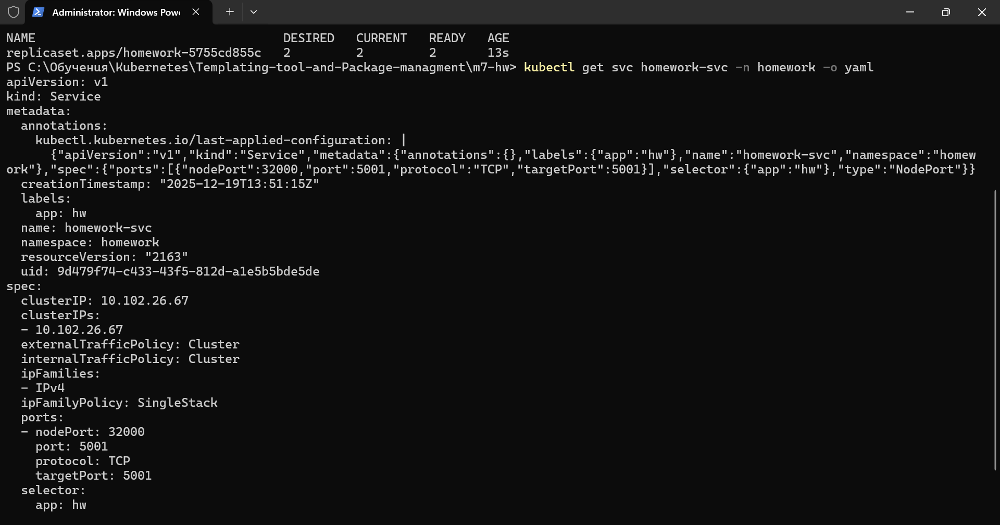 Administrator: Windows Pow
NAME DESIRED CURRENT READY AGE
replicaset.apps/homework-5755cd855c 2 2 2 13s
PS C:\Обучения\Kubernetes\Templating-tool-and-Package-managment\m7-hw> kubectl get svc homework-svc -n homework -o yaml
apiVersion: v1
kind: Service
metadata:
  annotations:
    kubectl.kubernetes.io/last-applied-configuration: |
      {"apiVersion":"v1","kind":"Service","metadata":{"annotations":{},"labels":{"app":"hw"},"name":"homework-svc","namespace":"homew
ork"},"spec":{"ports":[{"nodePort":32000,"port":5001,"protocol":"TCP","targetPort":5001}],"selector":{"app":"hw"},"type":"NodePort"}}
  creationTimestamp: "2025-12-19T13:51:15Z"
  labels:
    app: hw
  name: homework-svc
  namespace: homework
  resourceVersion: "2163"
  uid: 9d479f74-c433-43f5-812d-a1e5b5bde5de
spec:
  clusterIP: 10.102.26.67
  clusterIPs:
  - 10.102.26.67
  externalTrafficPolicy: Cluster
  internalTrafficPolicy: Cluster
  ipFamilies:
  - IPv4
  ipFamilyPolicy: SingleStack
  ports:
  - nodePort: 32000
    port: 5001
    protocol: TCP
    targetPort: 5001
  selector:
    app: hw